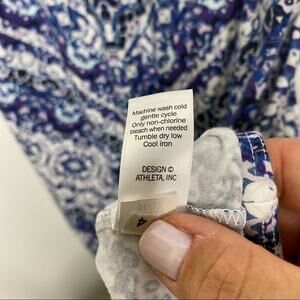 Machine wash cold
gentle cycle
Only non-chlorine
bleach when needed
Tumble dry low
Cool iron
DESIGN ©
ATHLETA, INC